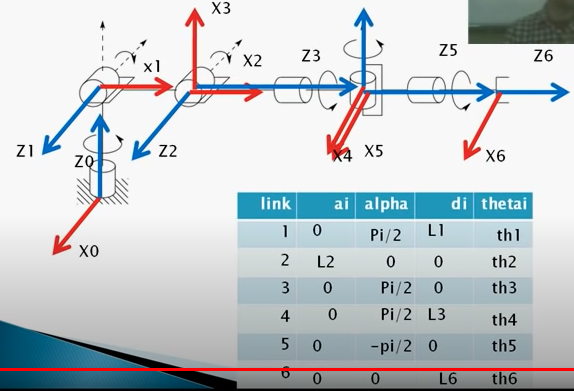 X3
x1
X2
Z3
Z5
Z6
Z1
Z0
Z2
X4
X5
X6
X0
link ai alpha di thetai
1 0 Pi/2 L1 th1
2 L2 0 0 th2
3 0 Pi/2 0 th3
4 0 Pi/2 L3 th4
5 0 -pi/2 0 th5
6 0 0 L6 th6